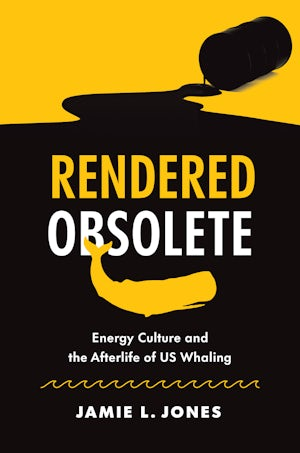 RENDERED
OBSOLETE
Energy Culture and
the Afterlife of US Whaling
JAMIE L. JONES